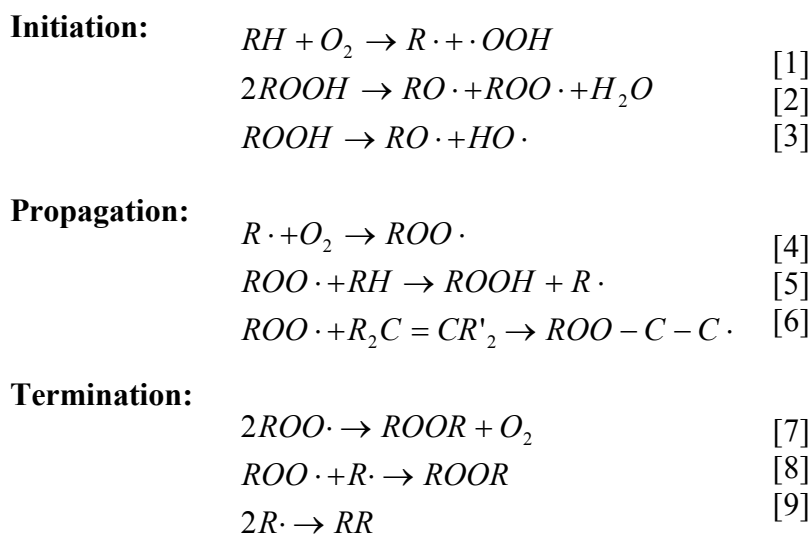 Initiation:
RH + O₂ → R· + ·OOH [1]
2ROOH → RO· + ROO· + H₂O [2]
ROOH → RO· + HO· [3]
Propagation:
R· + O₂ → ROO· [4]
ROO· + RH → ROOH + R· [5]
ROO· + R₂C = CR'₂ → ROO – C – C· [6]
Termination:
2ROO· → ROOR + O₂ [7]
ROO· + R· → ROOR [8]
2R· → RR [9]